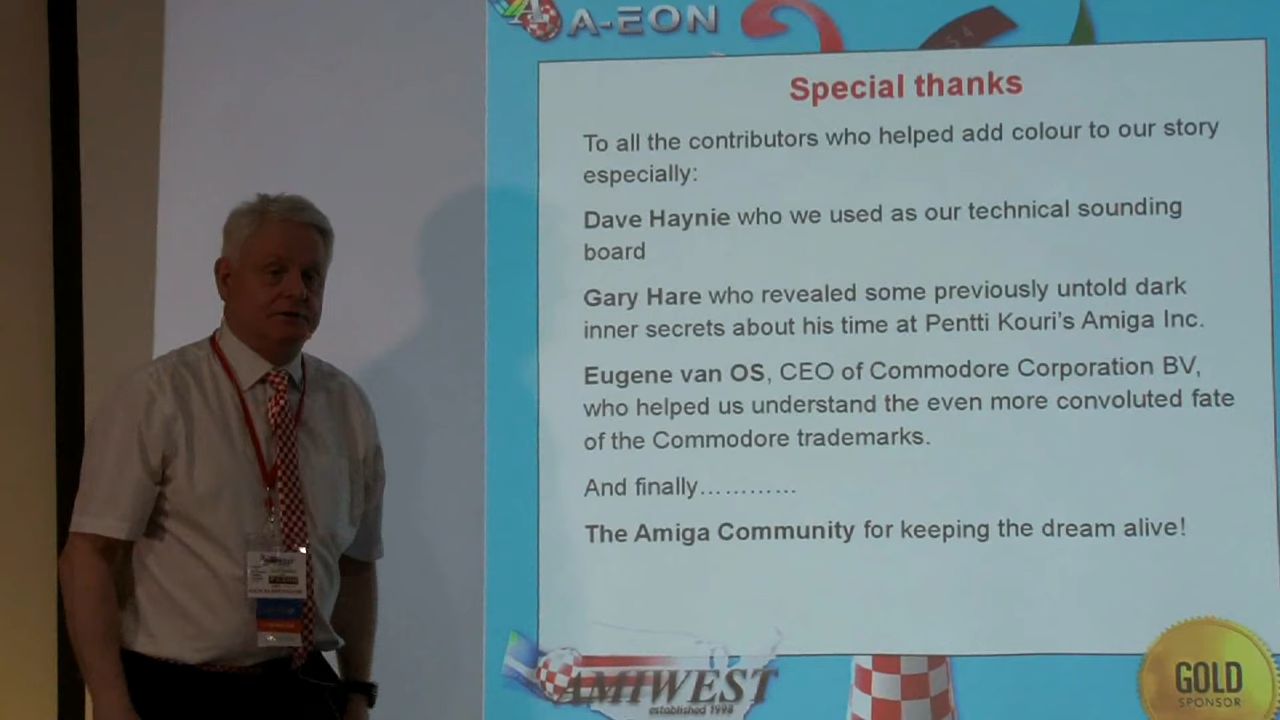 A-EON
54
Special thanks
To all the contributors who helped add colour to our story
especially:
Dave Haynie who we used as our technical sounding
board
Gary Hare who revealed some previously untold dark
inner secrets about his time at Pentti Kouri's Amiga Inc.
Eugene van OS, CEO of Commodore Corporation BV,
who helped us understand the even more convoluted fate
of the Commodore trademarks.
And finally…………
The Amiga Community for keeping the dream alive!
AMIWEST
established 1998
GOLD
SPONSOR